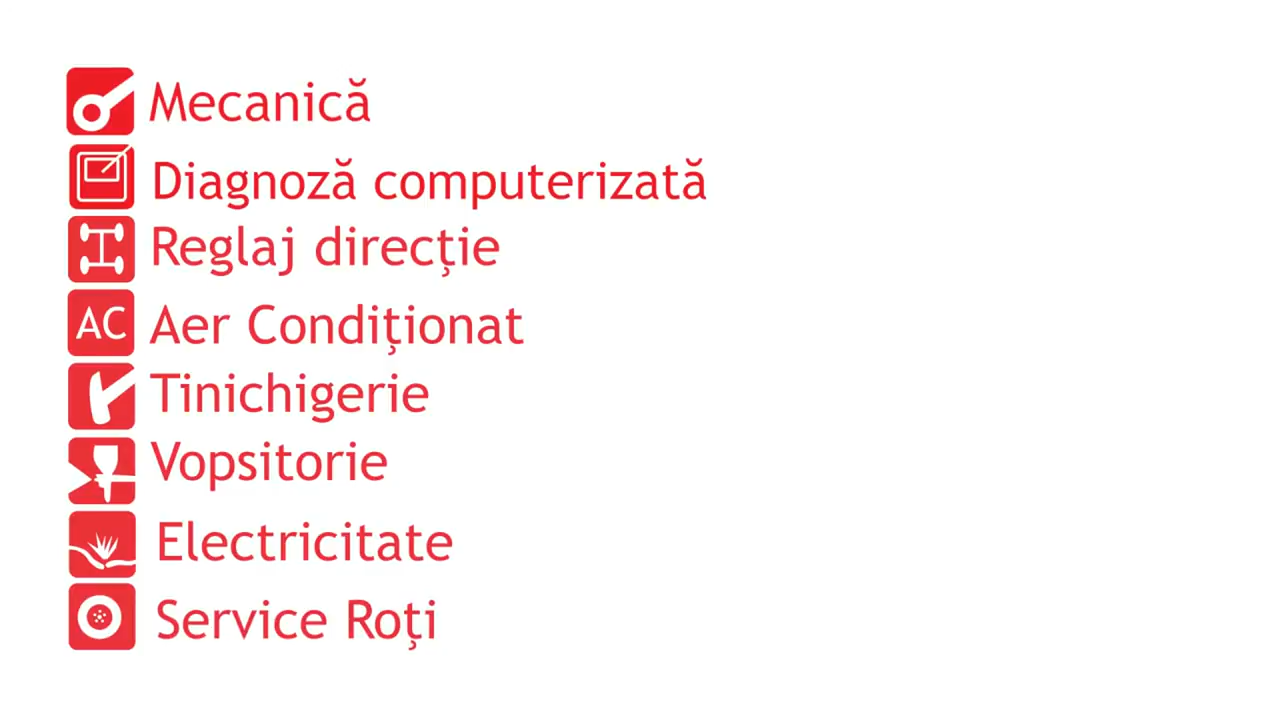 Mecanică
Diagnoză computerizată
Reglaj direcție
AC Aer Condiționat
Tinichigerie
Vopsitorie
Electricitate
Service Roți